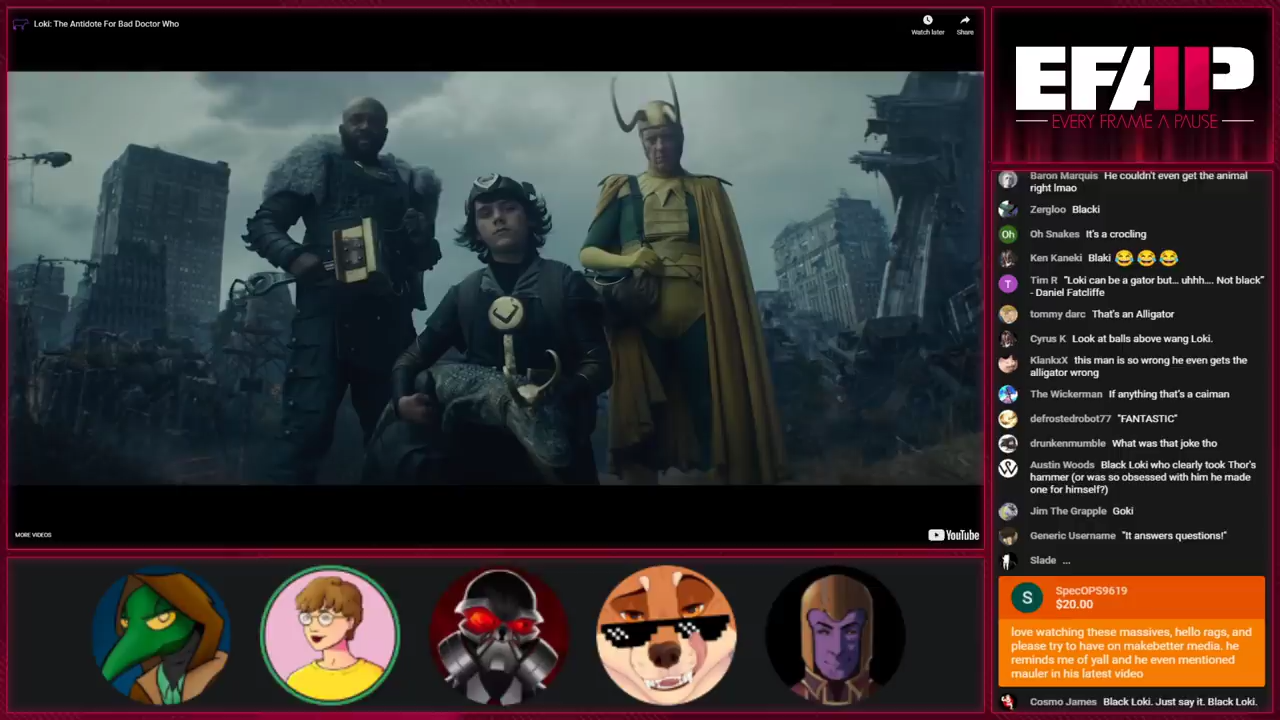 Loki: The Antidote For Bad Doctor Who
Watch later
Share
MORE VIDEOS
YouTube
EFAP
EVERY FRAME A PAUSE
Baron Marquis He couldn't even get the animal
right lmao
Zergloo Blacki
Oh Oh Snakes It's a crocling
Ken Kaneki Blaki
T Tim R "Loki can be a gator but... uhhh.... Not black"
- Daniel Fatcliffe
tommy darc That's an Alligator
Cyrus K Look at balls above wang Loki.
KlankxX this man is so wrong he even gets the
alligator wrong
The Wickerman If anything that's a caiman
defrostedrobot77 "FANTASTIC"
drunkenmumble What was that joke tho
Austin Woods Black Loki who clearly took Thor's
hammer (or was so obsessed with him he made
one for himself?)
Jim The Grapple Goki
Generic Username "It answers questions!"
Slade ...
S SpecOPS9619
$20.00
love watching these massives, hello rags, and
please try to have on makebetter media. he
reminds me of yall and he even mentioned
mauler in his latest video
Cosmo James Black Loki. Just say it. Black Loki.